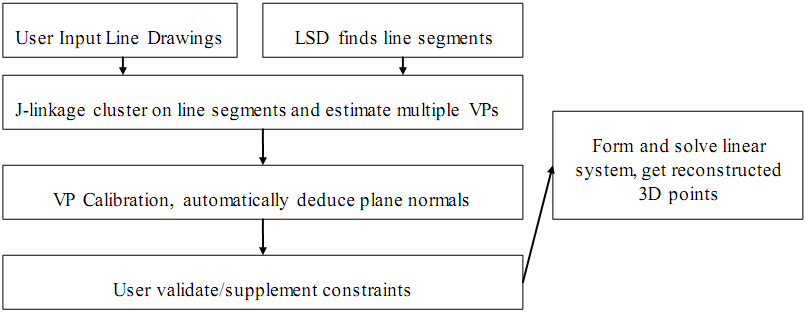 User Input Line Drawings
LSD finds line segments
J-linkage cluster on line segments and estimate multiple VPs
VP Calibration, automatically deduce plane normals
User validate/supplement constraints
Form and solve linear
system, get reconstructed
3D points